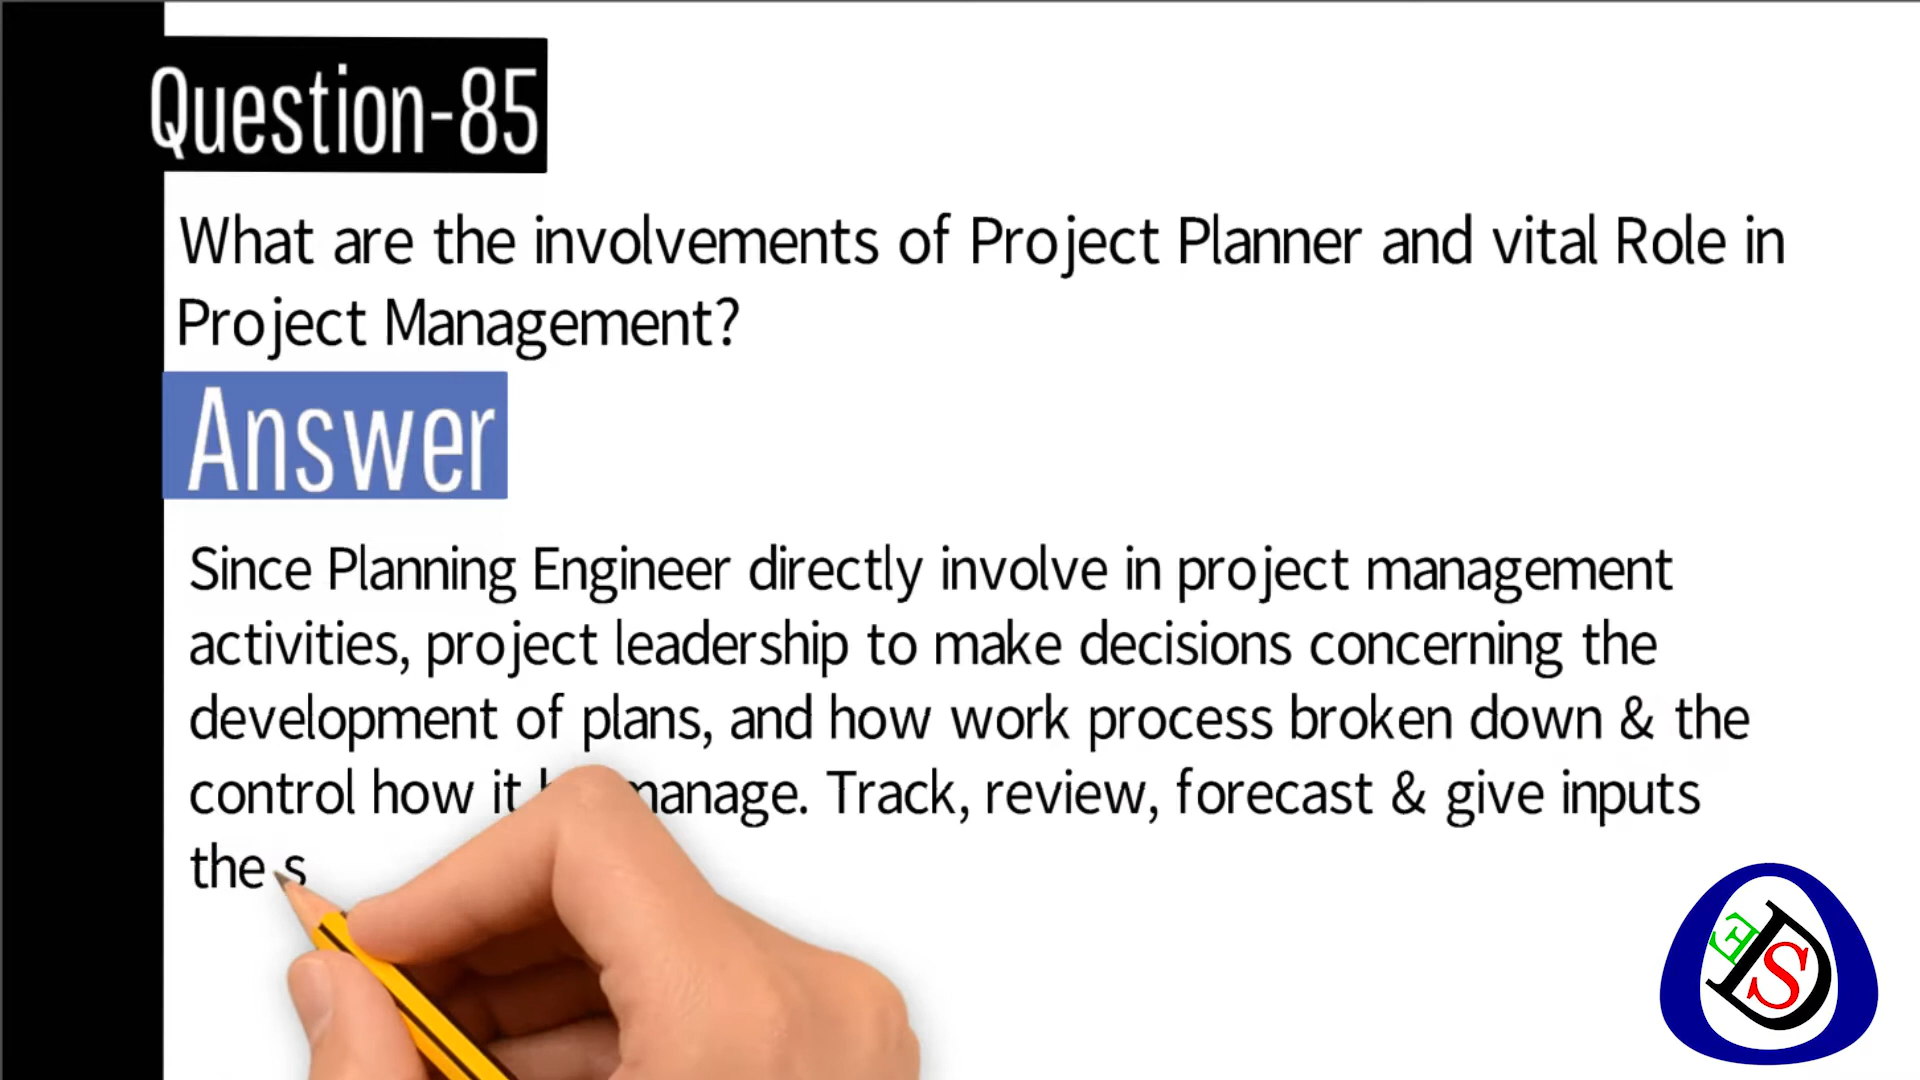 Question-85
What are the involvements of Project Planner and vital Role in
Project Management?
Answer
Since Planning Engineer directly involve in project management
activities, project leadership to make decisions concerning the
development of plans, and how work process broken down & the
control how it manage. Track, review, forecast & give inputs
the s
E
D
S